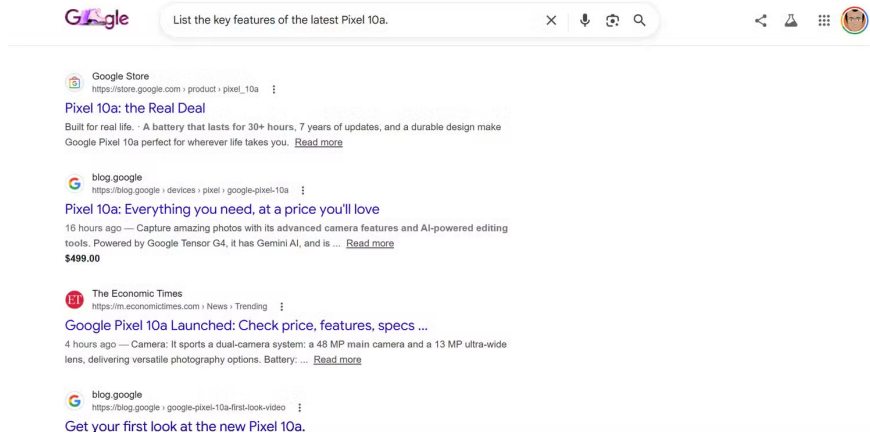 Google
List the key features of the latest Pixel 10a.
Google Store
https://store.google.com › product › pixel_10a
Pixel 10a: the Real Deal
Built for real life. · A battery that lasts for 30+ hours, 7 years of updates, and a durable design make
Google Pixel 10a perfect for wherever life takes you. Read more
blog.google
https://blog.google › devices › pixel › google-pixel-10a
Pixel 10a: Everything you need, at a price you'll love
16 hours ago — Capture amazing photos with its advanced camera features and AI-powered editing
tools. Powered by Google Tensor G4, it has Gemini AI, and is ... Read more
$499.00
ET
The Economic Times
https://m.economictimes.com › News › Trending
Google Pixel 10a Launched: Check price, features, specs ...
4 hours ago — Camera: It sports a dual-camera system: a 48 MP main camera and a 13 MP ultra-wide
lens, delivering versatile photography options. Battery: ... Read more
blog.google
https://blog.google › google-pixel-10a-first-look-video
Get your first look at the new Pixel 10a.